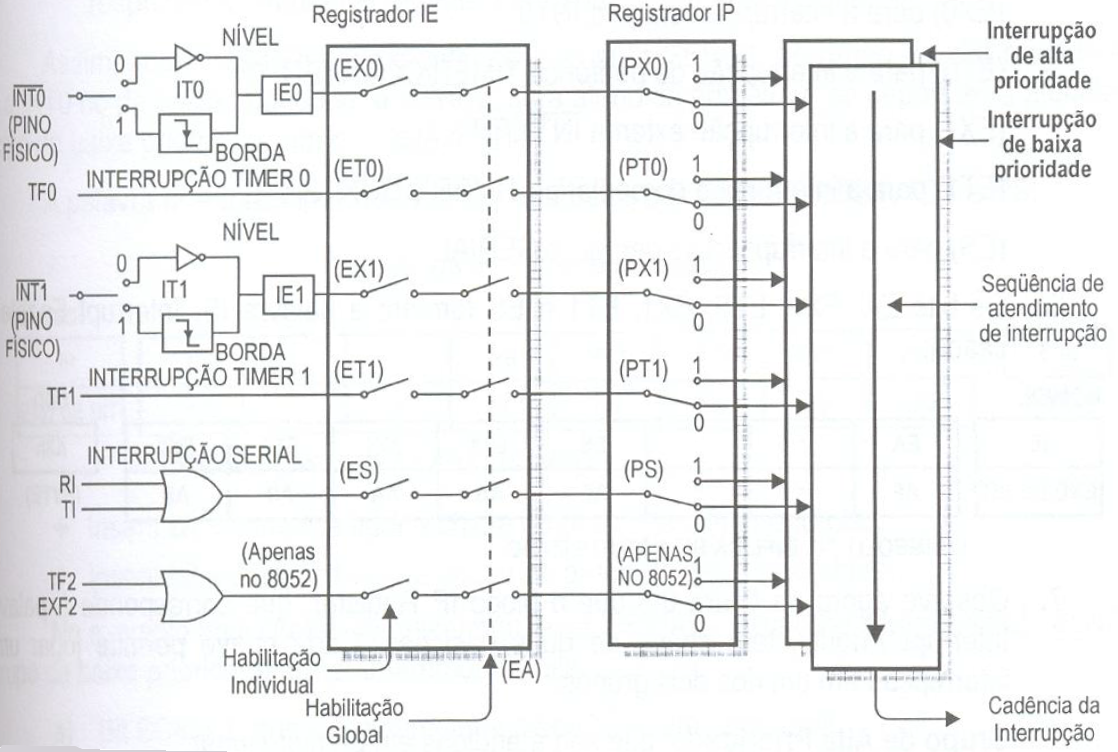 Registrador IE
Registrador IP
NÍVEL
0
IT0
INT0
(PINO
FÍSICO)
1
BORDA
IE0
(EX0)
(PX0)
1
0
Interrupção
de alta
prioridade
Interrupção
de baixa
prioridade
INTERRUPÇÃO TIMER 0
TF0
(ET0)
(PT0)
1
0
NÍVEL
0
IT1
INT1
(PINO
FÍSICO)
1
BORDA
IE1
(EX1)
(PX1)
1
0
Seqüência de
atendimento
de interrupção
INTERRUPÇÃO TIMER 1
TF1
(ET1)
(PT1)
1
0
INTERRUPÇÃO SERIAL
RI
TI
(ES)
(PS)
1
0
TF2
EXF2
(Apenas
no 8052)
(APENAS
NO 8052)
1
0
Habilitação
Individual
(EA)
Habilitação
Global
Cadência da
Interrupção